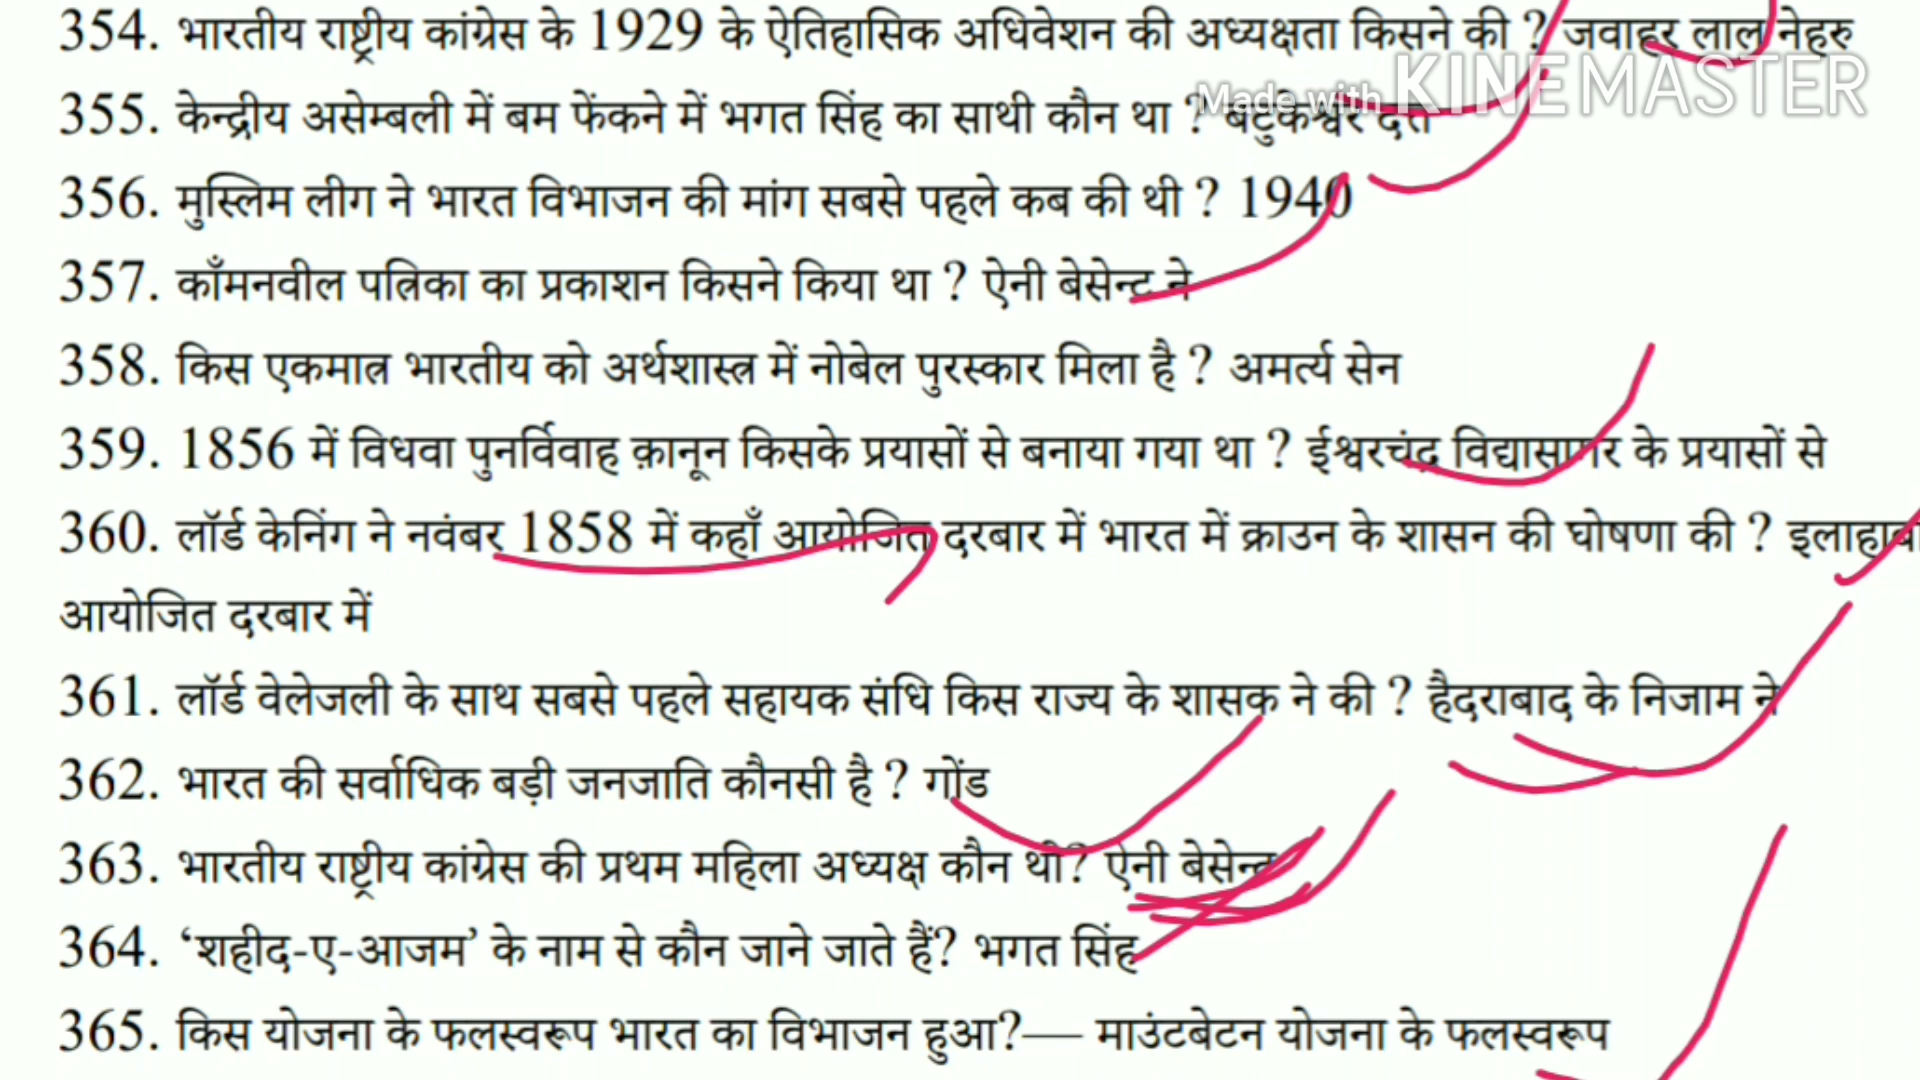 354. भारतीय राष्ट्रीय कांग्रेस के 1929 के ऐतिहासिक अधिवेशन की अध्यक्षता किसने की ? जवाहर लाल नेहरु
Made with KINEMASTER
355. केन्द्रीय असेम्बली में बम फेंकने में भगत सिंह का साथी कौन था ? बटुकेश्वर दत्त
356. मुस्लिम लीग ने भारत विभाजन की मांग सबसे पहले कब की थी ? 1940
357. काँमनवील पत्रिका का प्रकाशन किसने किया था ? ऐनी बेसेन्ट ने
358. किस एकमात्र भारतीय को अर्थशास्त्र में नोबेल पुरस्कार मिला है ? अमर्त्य सेन
359. 1856 में विधवा पुनर्विवाह क़ानून किसके प्रयासों से बनाया गया था ? ईश्वरचंद्र विद्यासागर के प्रयासों से
360. लॉर्ड केनिंग ने नवंबर 1858 में कहाँ आयोजित दरबार में भारत में क्राउन के शासन की घोषणा की ? इलाहाबा
आयोजित दरबार में
361. लॉर्ड वेलेजली के साथ सबसे पहले सहायक संधि किस राज्य के शासक ने की ? हैदराबाद के निजाम ने
362. भारत की सर्वाधिक बड़ी जनजाति कौनसी है ? गोंड
363. भारतीय राष्ट्रीय कांग्रेस की प्रथम महिला अध्यक्ष कौन थी? ऐनी बेसेन्ट
364. ‘शहीद-ए-आजम’ के नाम से कौन जाने जाते हैं? भगत सिंह
365. किस योजना के फलस्वरूप भारत का विभाजन हुआ?— माउंटबेटन योजना के फलस्वरूप